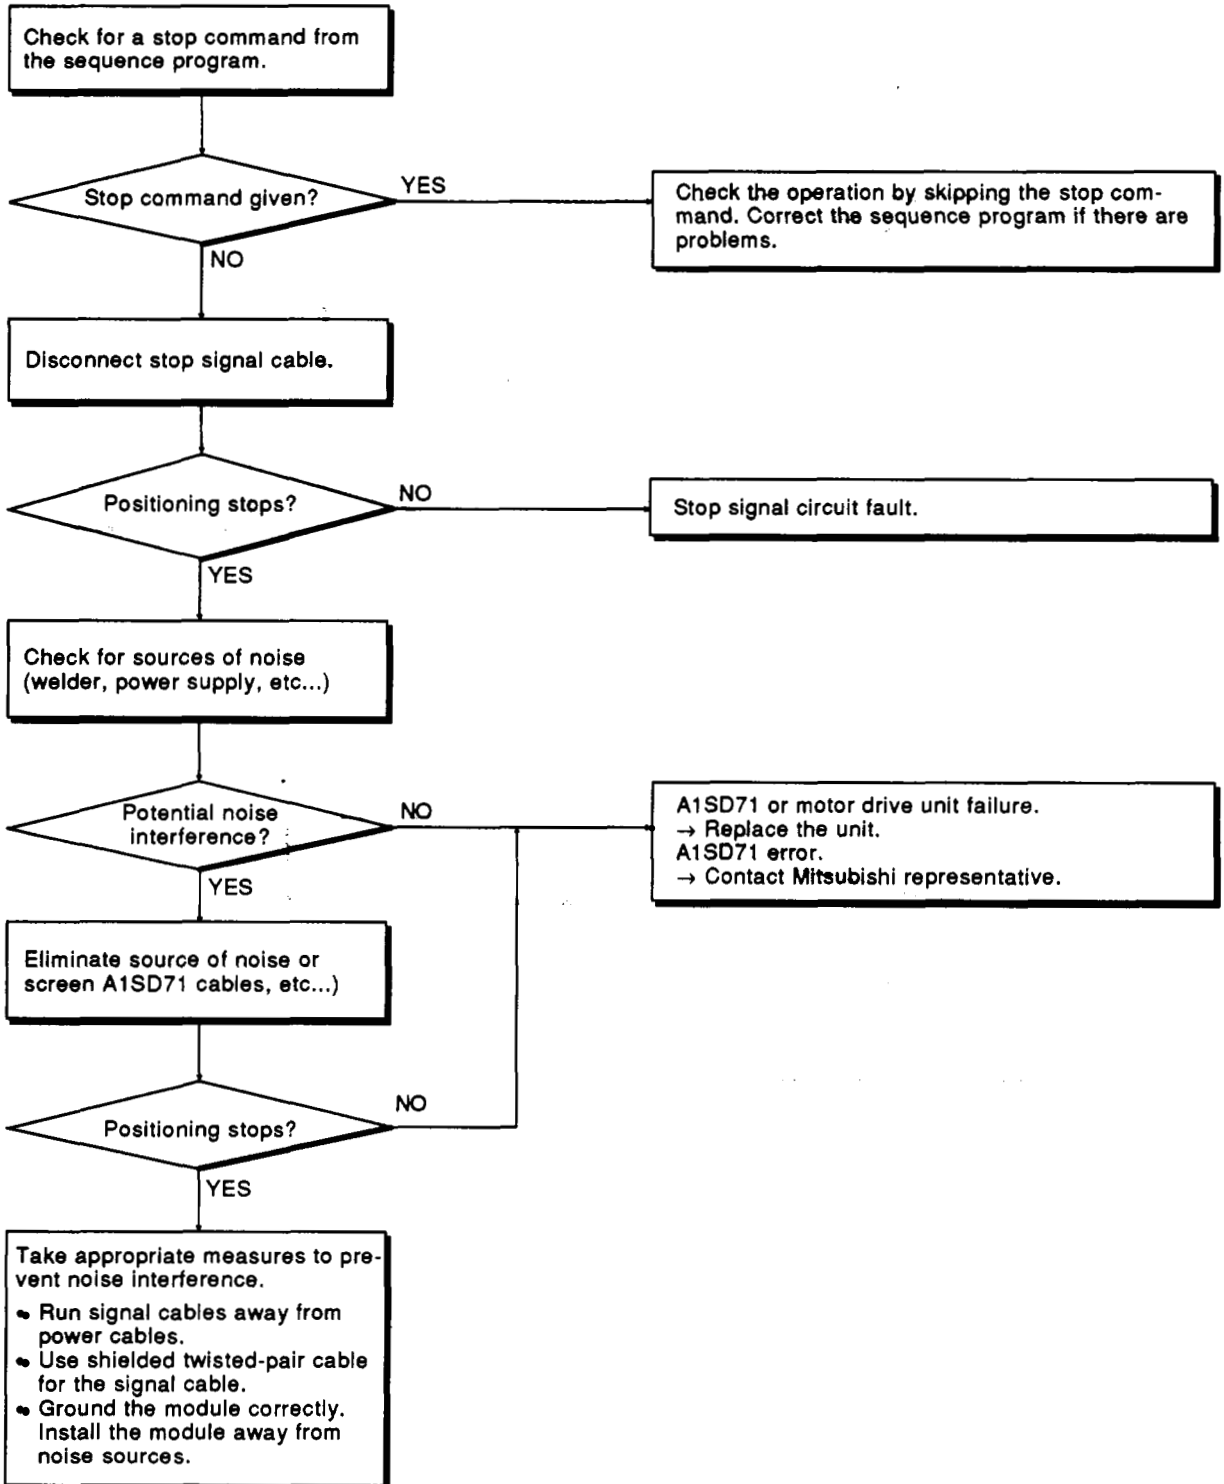 Check for a stop command from
the sequence program.
Stop command given?
YES
Check the operation by skipping the stop com-
mand. Correct the sequence program if there are
problems.
NO
Disconnect stop signal cable.
Positioning stops?
NO
Stop signal circuit fault.
YES
Check for sources of noise
(welder, power supply, etc...)
Potential noise
interference?
NO
A1SD71 or motor drive unit failure.
→ Replace the unit.
A1SD71 error.
→ Contact Mitsubishi representative.
YES
Eliminate source of noise or
screen A1SD71 cables, etc...)
Positioning stops?
NO
YES
Take appropriate measures to pre-
vent noise interference.
• Run signal cables away from
power cables.
• Use shielded twisted-pair cable
for the signal cable.
• Ground the module correctly.
Install the module away from
noise sources.